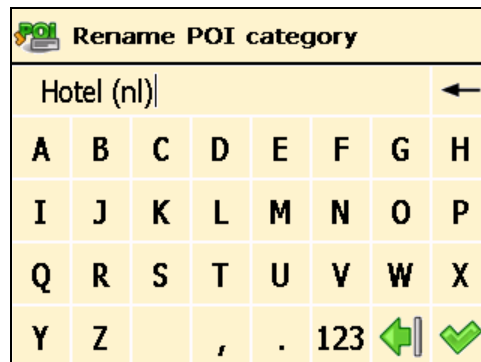 POI Rename POI category
Hotel (nl)
A B C D E F G H
I J K L M N O P
Q R S T U V W X
Y Z , . 123